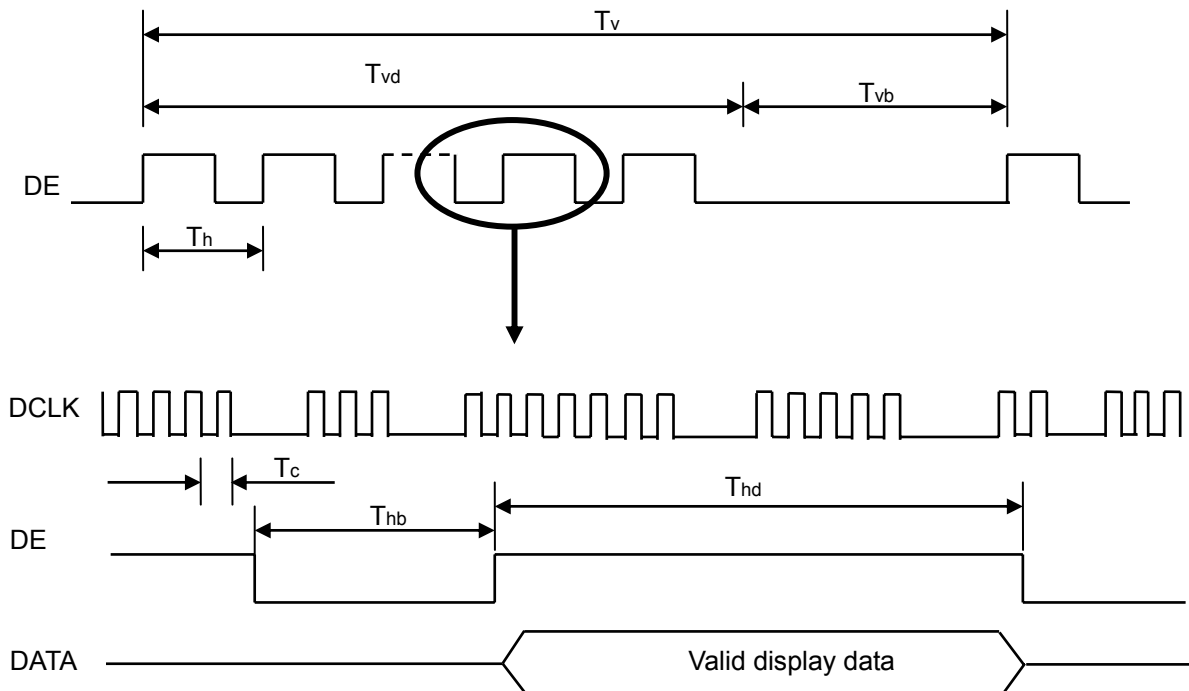 Tv
Tvd
Tvb
DE
Th
DCLK
Tc
Thd
Thb
DE
DATA
Valid display data